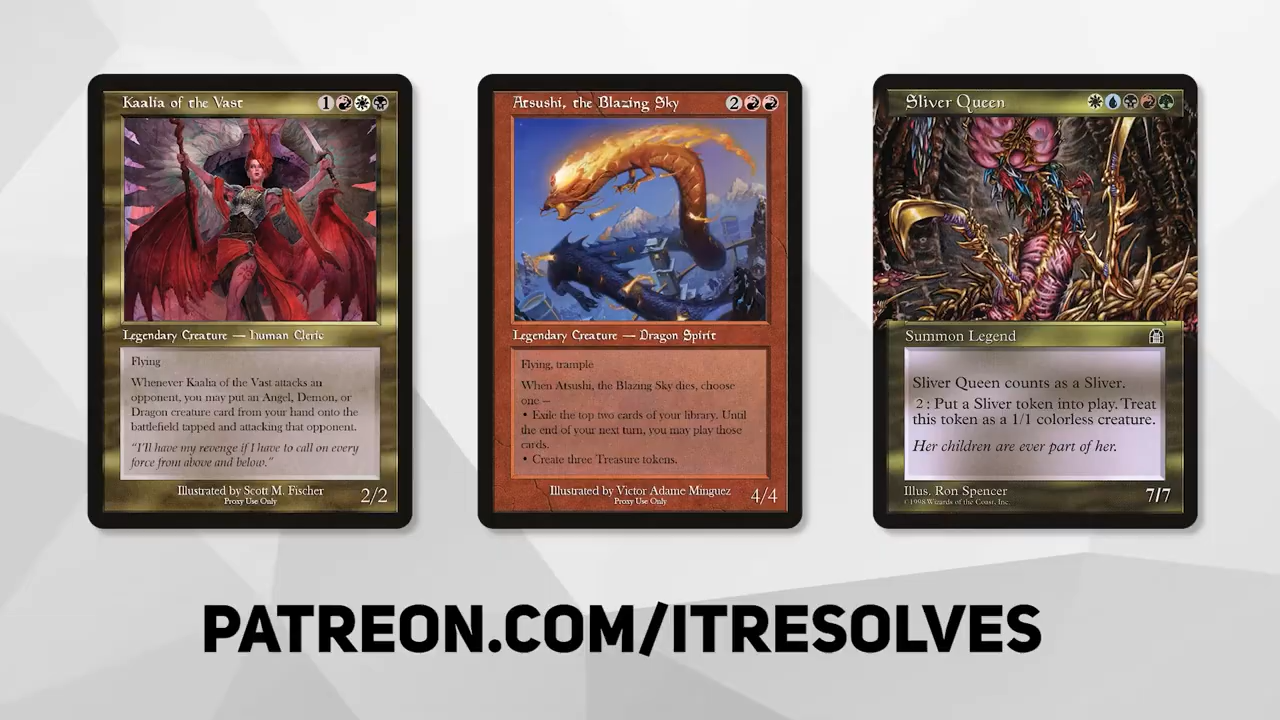 Kaalia of the Vast
1
Legendary Creature — Human Cleric
Flying
Whenever Kaalia of the Vast attacks an
opponent, you may put an Angel, Demon, or
Dragon creature card from your hand onto the
battlefield tapped and attacking that opponent.
"I'll have my revenge if I have to call on every
force from above and below."
Illustrated by Scott M. Fischer
Proxy Use Only
2/2
Atsushi, the Blazing Sky
2
Legendary Creature — Dragon Spirit
Flying, trample
When Atsushi, the Blazing Sky dies, choose
one –
• Exile the top two cards of your library. Until
the end of your next turn, you may play those
cards.
• Create three Treasure tokens.
Illustrated by Victor Adame Minguez
Proxy Use Only
4/4
Sliver Queen
Summon Legend
Sliver Queen counts as a Sliver.
2: Put a Sliver token into play. Treat
this token as a 1/1 colorless creature.
Her children are ever part of her.
Illus. Ron Spencer
©1998 Wizards of the Coast, Inc.
7/7
PATREON.COM/ITRESOLVES